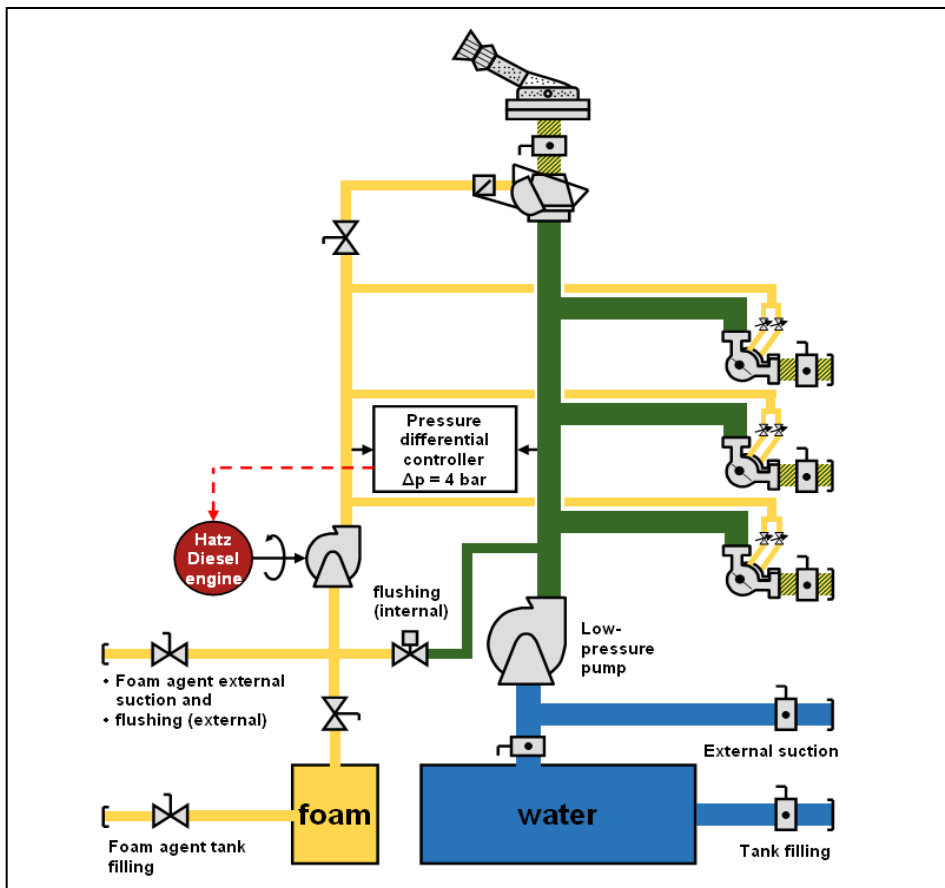 Pressure
differential
controller
Δp = 4 bar
Hatz
Diesel
engine
flushing
(internal)
Low-
pressure
pump
• Foam agent external
suction and
• flushing (external)
External suction
foam
water
Foam agent tank
filling
Tank filling